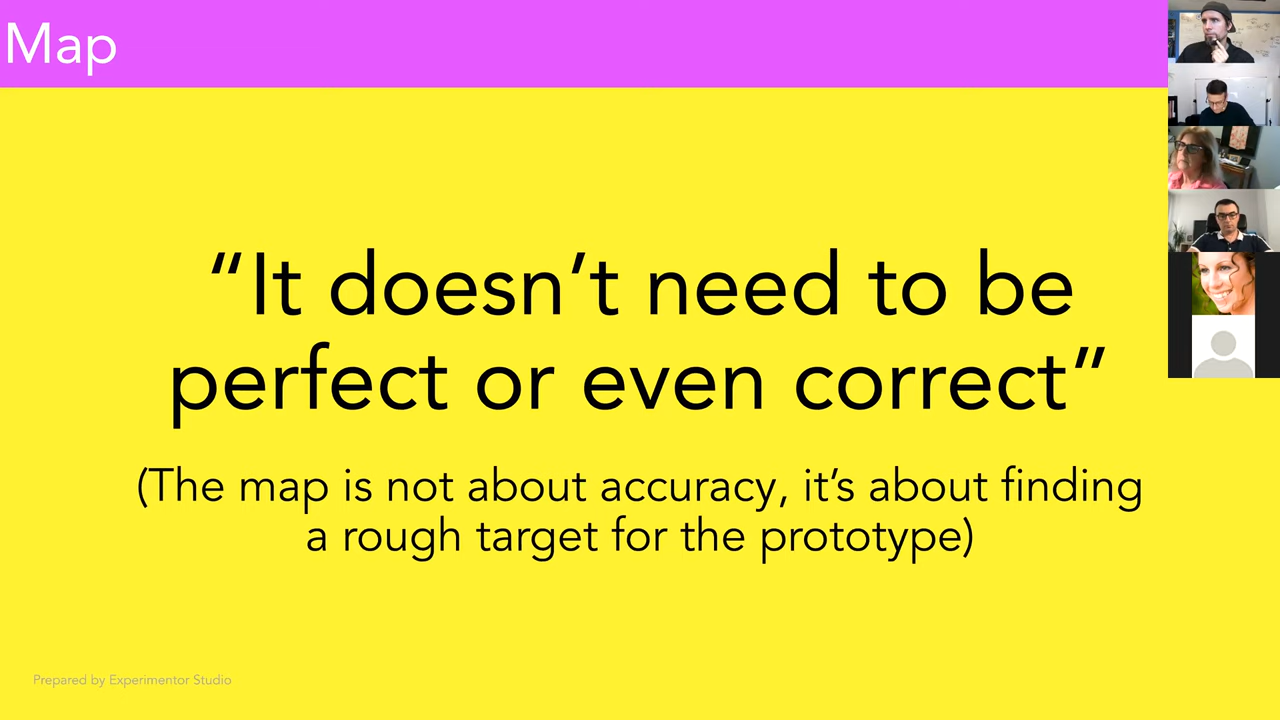 Map
“It doesn’t need to be
perfect or even correct”
(The map is not about accuracy, it’s about finding
a rough target for the prototype)
Prepared by Experimentor Studio